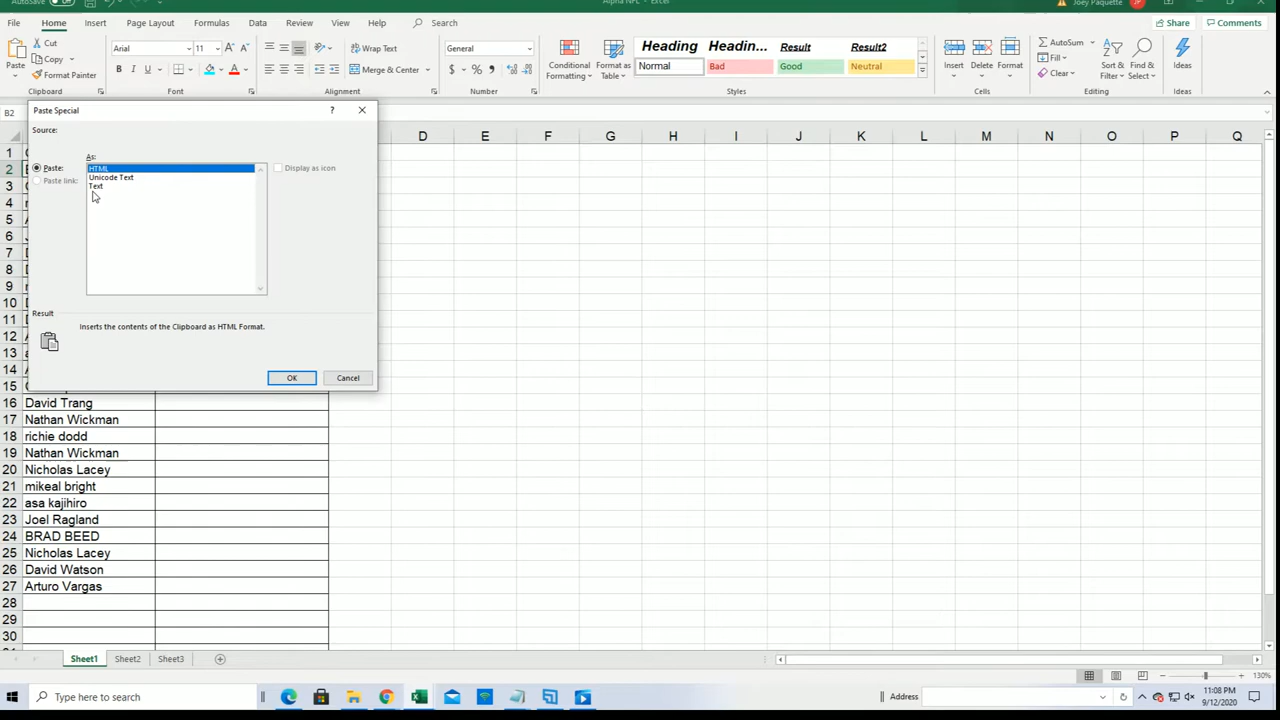 AutoSave Off
Alpha NFL - Excel
Joey Paquette JP
File Home Insert Page Layout Formulas Data Review View Help Search
Share Comments
Paste
Cut
Copy
Format Painter
Clipboard
Arial 11 A A
B I U
Font
Wrap Text
Merge & Center
Alignment
General
$ % ,
Number
Conditional Formatting
Format as Table
Heading Headin... Result Result2
Normal Bad Good Neutral
Styles
Insert Delete Format
Cells
AutoSum
Fill
Clear
Sort & Filter
Find & Select
Editing
Ideas
Ideas
B2
Paste Special ? ×
Source:
As:
Paste:
Paste link:
HTML
Unicode Text
Text
Display as icon
Result
Inserts the contents of the Clipboard as HTML Format.
OK Cancel
D E F G H I J K L M N O P Q
1
2
3
4
5
6
7
8
9
10
11
12
13
14
15
16 David Trang
17 Nathan Wickman
18 richie dodd
19 Nathan Wickman
20 Nicholas Lacey
21 mikeal bright
22 asa kajihiro
23 Joel Ragland
24 BRAD BEED
25 Nicholas Lacey
26 David Watson
27 Arturo Vargas
28
29
30
Sheet1 Sheet2 Sheet3
130%
Type here to search
Address
11:08 PM
9/12/2020